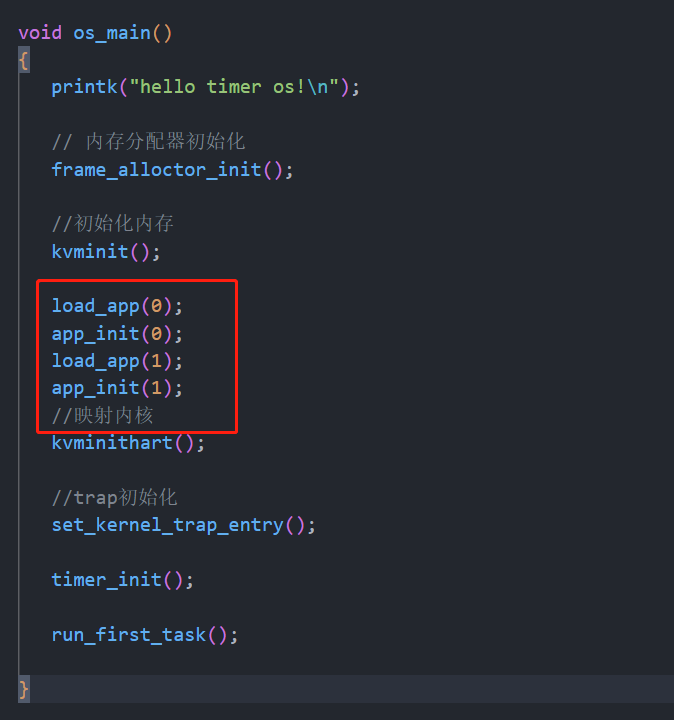 void os_main()
{
printk("hello timer os!\n");
// 内存分配器初始化
frame_alloctor_init();
//初始化内存
kvminit();
load_app(0);
app_init(0);
load_app(1);
app_init(1);
//映射内核
kvminithart();
//trap初始化
set_kernel_trap_entry();
timer_init();
run_first_task();
}